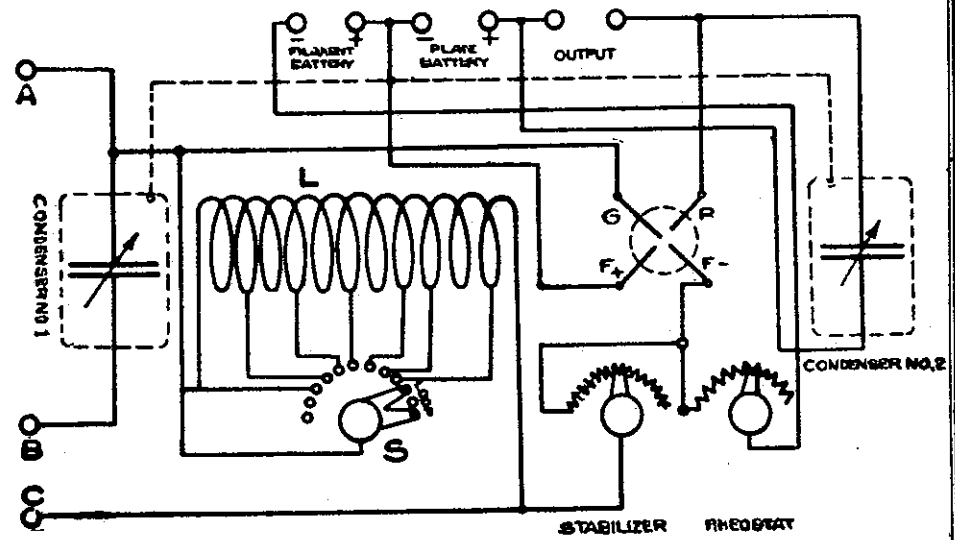 - + - +
FILAMENT
BATTERY
PLATE
BATTERY
OUTPUT
A
L
CONDENSER NO 1
G P
F+ F-
CONDENSER NO,2
B
S
C
STABILIZER RHEOSTAT